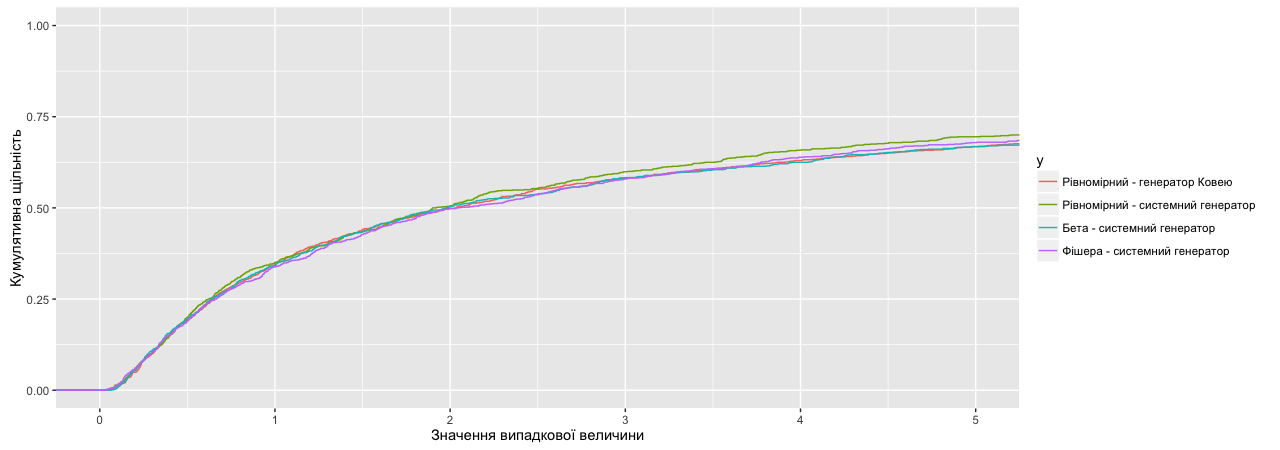 1.00
0.75
0.50
0.25
0.00
Кумулятивна щільність
0
1
2
3
4
5
Значення випадкової величини
y
Рівномірний - генератор Ковею
Рівномірний - системний генератор
Бета - системний генератор
Фішера - системний генератор